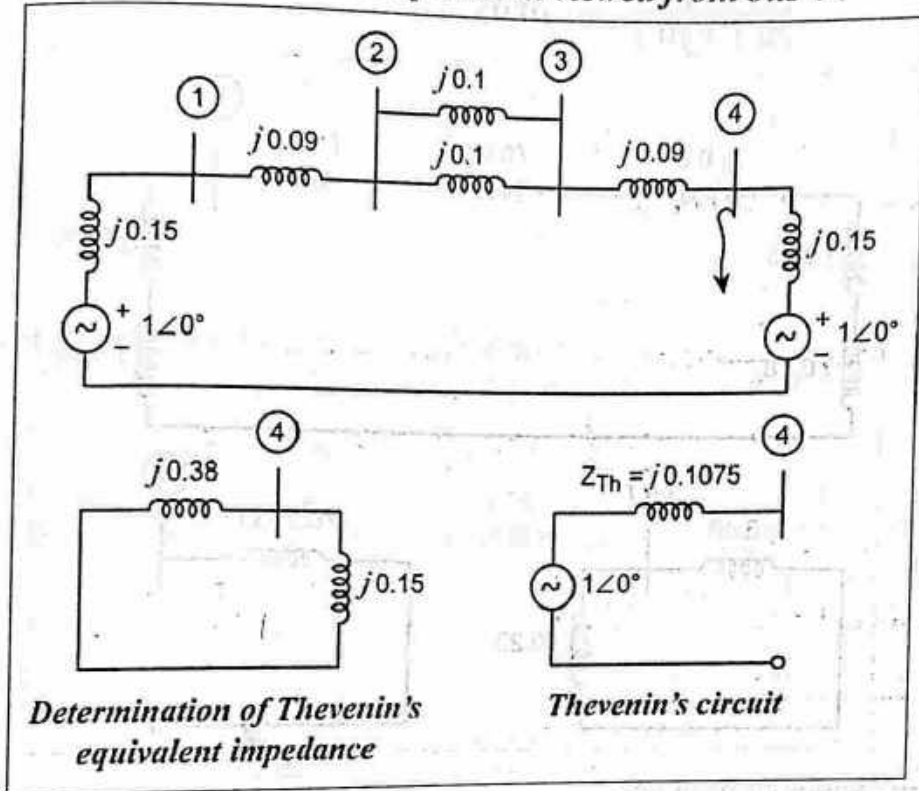 ②
③
①
④
j0.1
j0.09
j0.1
j0.09
j0.15
j0.15
+
1∠0°
−
+
1∠0°
−
④
④
j0.38
Z_Th = j0.1075
j0.15
1∠0°
Determination of Thevenin's
equivalent impedance
Thevenin's circuit